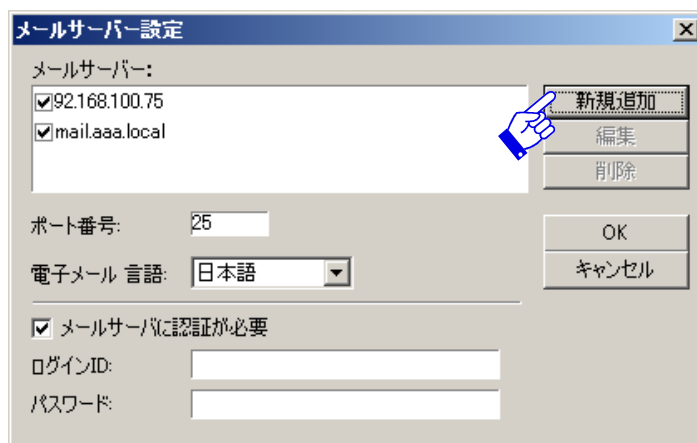 メールサーバー設定
メールサーバー:
92.168.100.75
mail.aaa.local
新規追加
編集
削除
ポート番号:
25
OK
電子メール 言語:
日本語
キャンセル
メールサーバに認証が必要
ログインID:
パスワード: